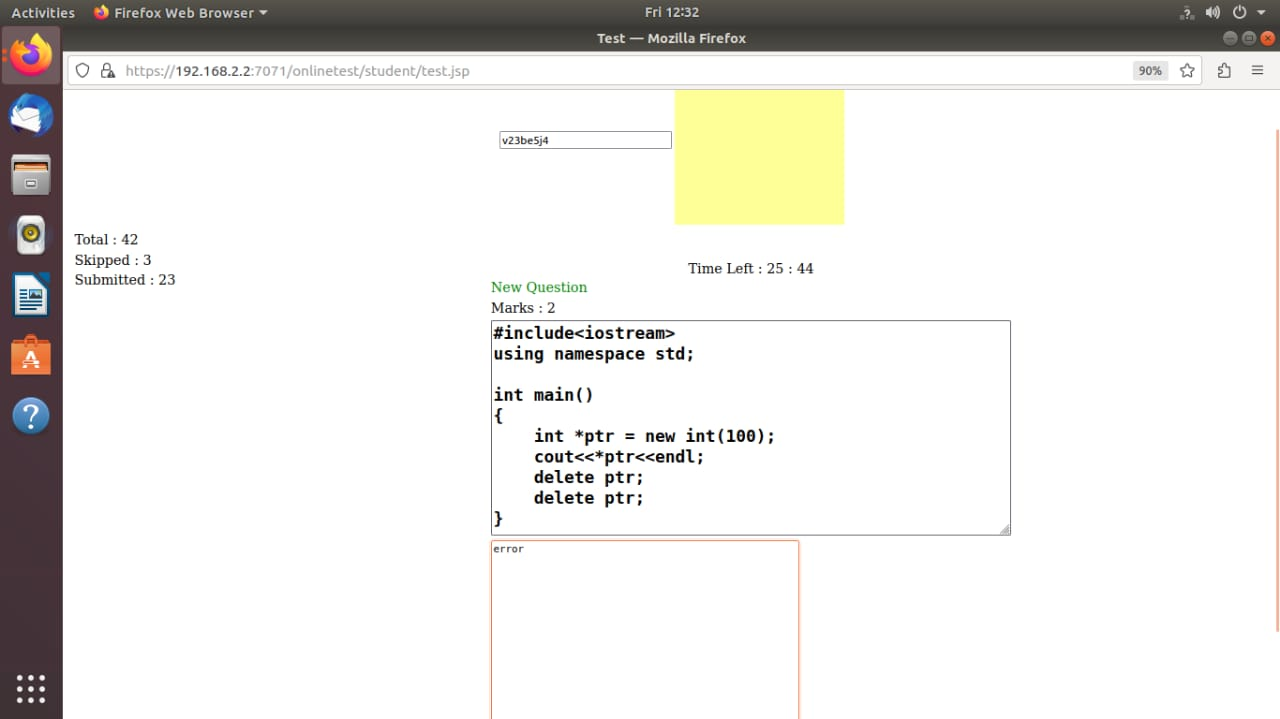 Activities
Firefox Web Browser
Fri 12:32
Test — Mozilla Firefox
https://192.168.2.2:7071/onlinetest/student/test.jsp
90%
v23be5j4
Total : 42
Skipped : 3
Submitted : 23
Time Left : 25 : 44
New Question
Marks : 2
#include<iostream>
using namespace std;
int main()
{
    int *ptr = new int(100);
    cout<<*ptr<<endl;
    delete ptr;
    delete ptr;
}
error